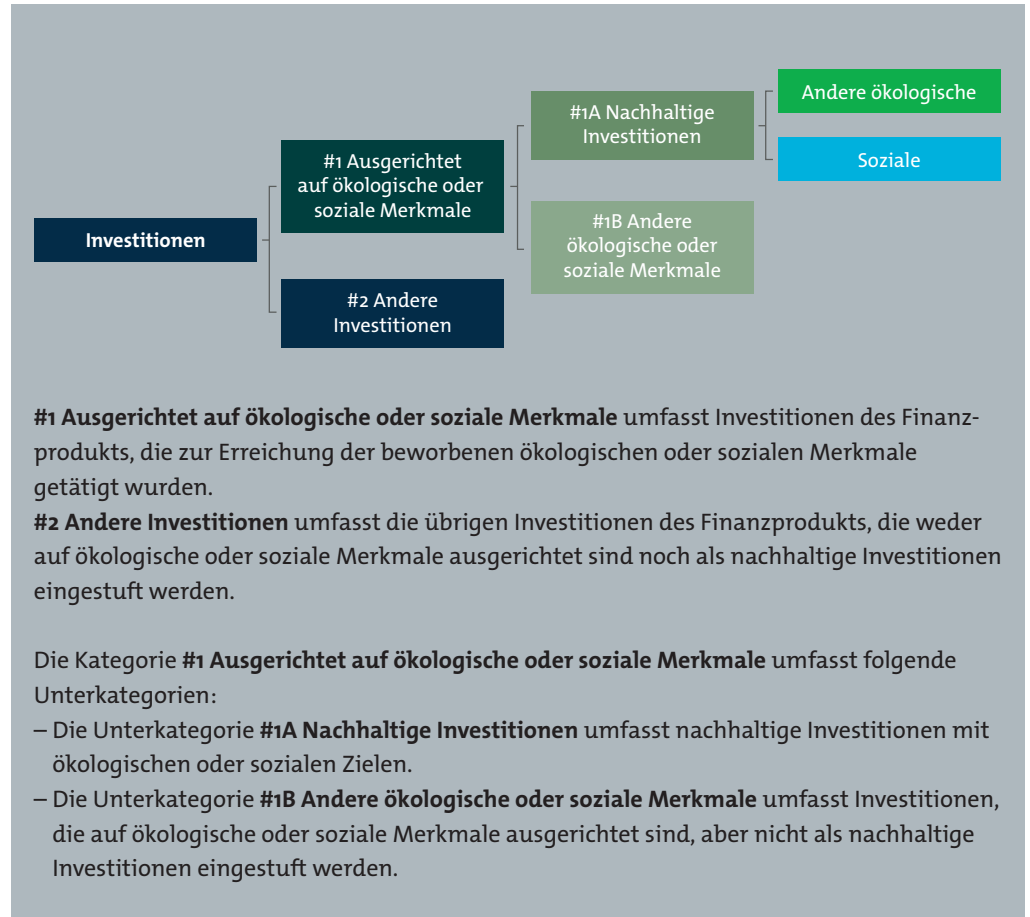 Andere ökologische
#1A Nachhaltige
Investitionen
#1 Ausgerichtet
auf ökologische oder
soziale Merkmale
Soziale
#1B Andere
ökologische oder
soziale Merkmale
Investitionen
#2 Andere
Investitionen
#1 Ausgerichtet auf ökologische oder soziale Merkmale umfasst Investitionen des Finanz-
produkts, die zur Erreichung der beworbenen ökologischen oder sozialen Merkmale
getätigt wurden.
#2 Andere Investitionen umfasst die übrigen Investitionen des Finanzprodukts, die weder
auf ökologische oder soziale Merkmale ausgerichtet sind noch als nachhaltige Investitionen
eingestuft werden.
Die Kategorie #1 Ausgerichtet auf ökologische oder soziale Merkmale umfasst folgende
Unterkategorien:
– Die Unterkategorie #1A Nachhaltige Investitionen umfasst nachhaltige Investitionen mit
ökologischen oder sozialen Zielen.
– Die Unterkategorie #1B Andere ökologische oder soziale Merkmale umfasst Investitionen,
die auf ökologische oder soziale Merkmale ausgerichtet sind, aber nicht als nachhaltige
Investitionen eingestuft werden.